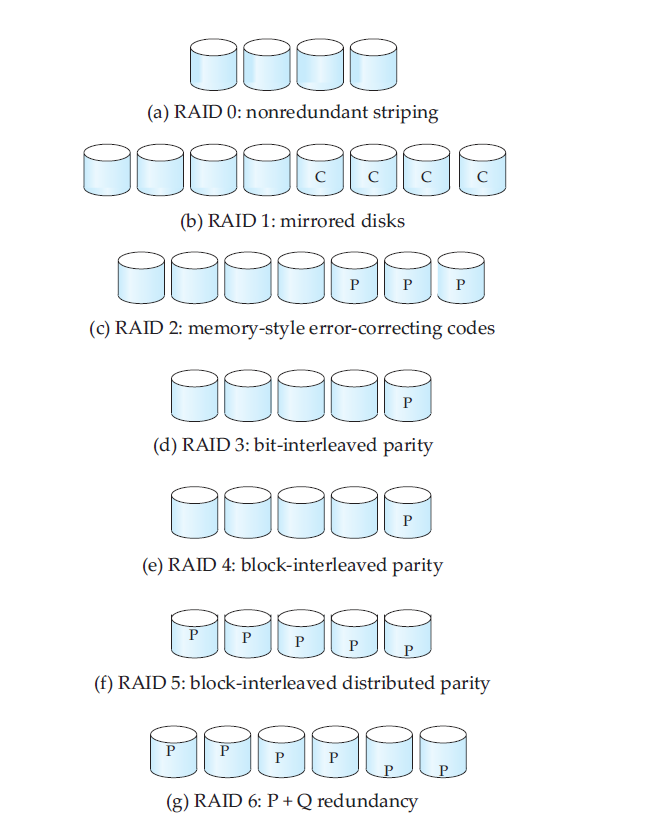 (a) RAID 0: nonredundant striping
C C C C
(b) RAID 1: mirrored disks
P P P
(c) RAID 2: memory-style error-correcting codes
P
(d) RAID 3: bit-interleaved parity
P
(e) RAID 4: block-interleaved parity
P P P P P
(f) RAID 5: block-interleaved distributed parity
P P P P P P
(g) RAID 6: P + Q redundancy